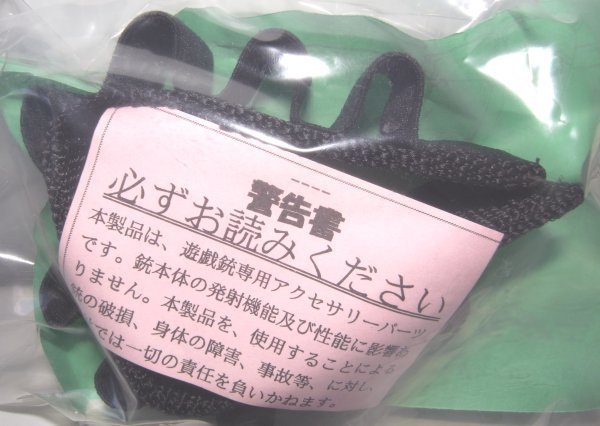 警告書
必ずお読みください
本製品は、遊戯銃専用アクセサリーパーツ
です。銃本体の発射機能及び性能に影響あ
りません。本製品を、使用することによる
の破損、身体の障害、事故等、に対し、
では一切の責任を負いかねます。